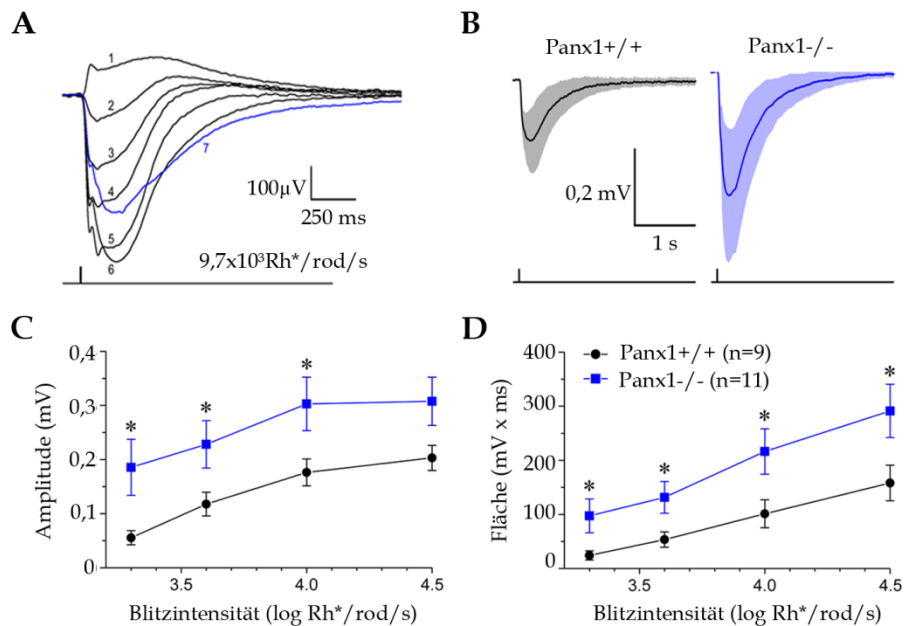 A
1
2
3
4
5
6
7
100µV
250 ms
9,7x10³Rh*/rod/s
B
Panx1+/+
Panx1-/-
0,2 mV
1 s
C
Amplitude (mV)
0,4
0,3
0,2
0,1
0
* * *
3.5 4.0 4.5
Blitzintensität (log Rh*/rod/s)
D
Fläche (mV x ms)
400
300
200
100
0
Panx1+/+ (n=9)
Panx1-/- (n=11)
* * * *
3.5 4.0 4.5
Blitzintensität (log Rh*/rod/s)